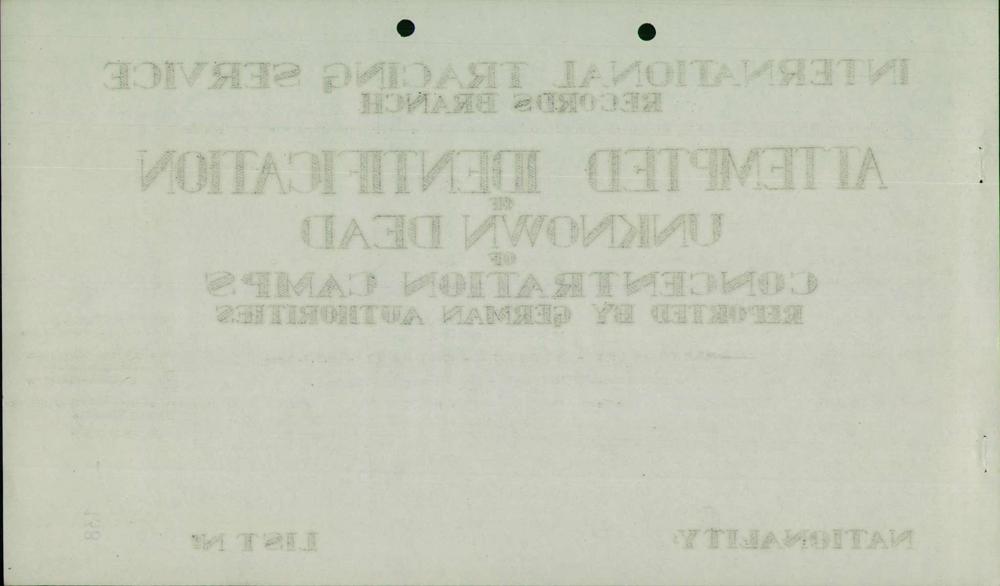 INTERNATIONAL TRACING SERVICE
RECORDS BRANCH
ATTEMPTED IDENTIFICATION
OF
UNKNOWN DEAD
OF
CONCENTRATION CAMPS
REPORTED BY GERMAN AUTHORITIES
NATIONALITY: LIST Nº
138